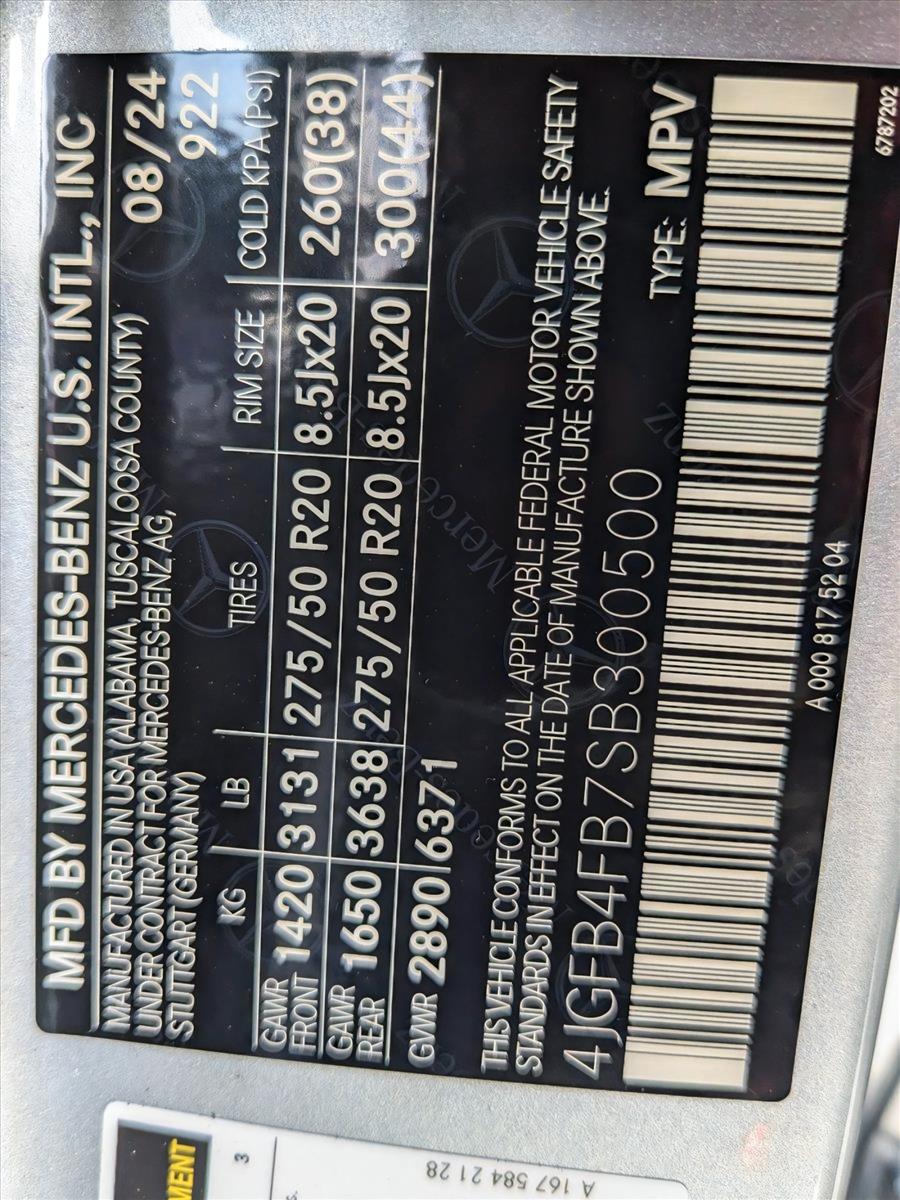 MFD BY MERCEDES-BENZ U.S. INTL., INC
MANUFACTURED IN USA (ALABAMA, TUSCALOOSA COUNTY) 08/24
UNDER CONTRACT FOR MERCEDES-BENZ AG, 922
STUTTGART (GERMANY)
KG LB TIRES RIM SIZE COLD KPA(PSI)
GAWR FRONT 1420 3131 275/50 R20 8.5Jx20 260(38)
GAWR REAR 1650 3638 275/50 R20 8.5Jx20 300(44)
GWR 2890 6371
THIS VEHICLE CONFORMS TO ALL APPLICABLE FEDERAL MOTOR VEHICLE SAFETY
STANDARDS IN EFFECT ON THE DATE OF MANUFACTURE SHOWN ABOVE.
4JGFB4FB7SB300500 TYPE: MPV
A 000 817 52 04
6787202
MENT
3
A 167 584 21 28